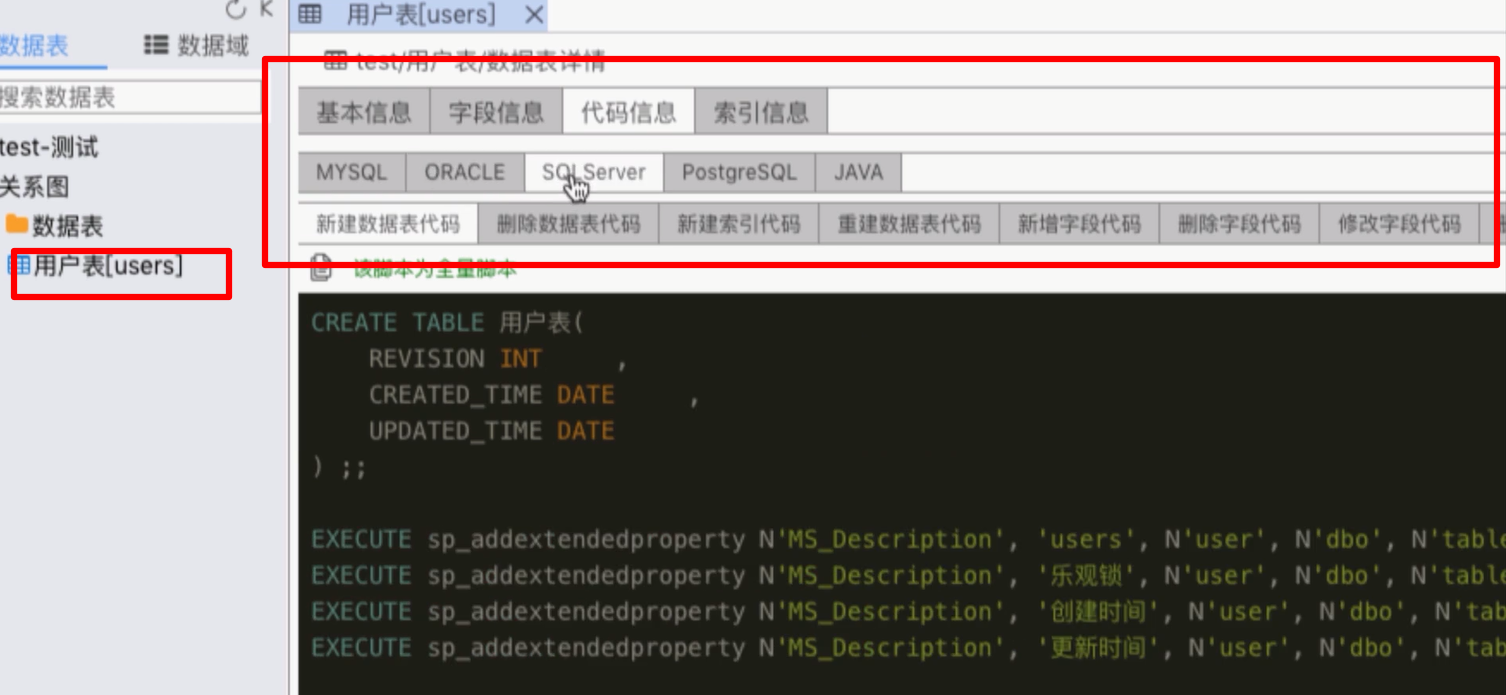 用户表[users]
数据表 数据域
test/用户表/数据表详情
搜索数据表
基本信息 字段信息 代码信息 索引信息
test-测试
MYSQL ORACLE SQLServer PostgreSQL JAVA
关系图
数据表
新建数据表代码 删除数据表代码 新建索引代码 重建数据表代码 新增字段代码 删除字段代码 修改字段代码
用户表[users]
该脚本为全量脚本
CREATE TABLE 用户表(
REVISION INT ,
CREATED_TIME DATE ,
UPDATED_TIME DATE
) ;;
EXECUTE sp_addextendedproperty N'MS_Description', 'users', N'user', N'dbo', N'table
EXECUTE sp_addextendedproperty N'MS_Description', '乐观锁', N'user', N'dbo', N'table
EXECUTE sp_addextendedproperty N'MS_Description', '创建时间', N'user', N'dbo', N'tab
EXECUTE sp_addextendedproperty N'MS_Description', '更新时间', N'user', N'dbo', N'tab